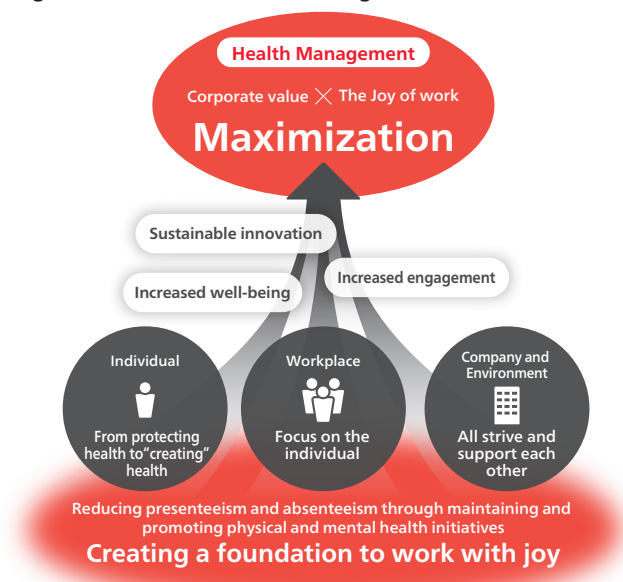 Health Management
Corporate value × The Joy of work
Maximization
Sustainable innovation
Increased well-being
Increased engagement
Individual
From protecting
health to“creating”
health
Workplace
Focus on the
individual
Company and
Environment
All strive and
support each
other
Reducing presenteeism and absenteeism through maintaining and
promoting physical and mental health initiatives
Creating a foundation to work with joy